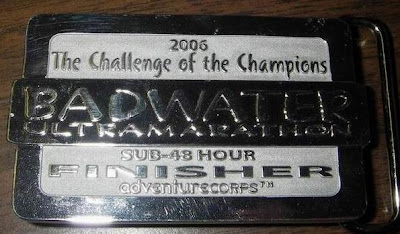 2006
The Challenge of the Champions
BADWATER
ULTRAMARATHON
SUB-48 HOUR
FINISHER
adventureCORPS™